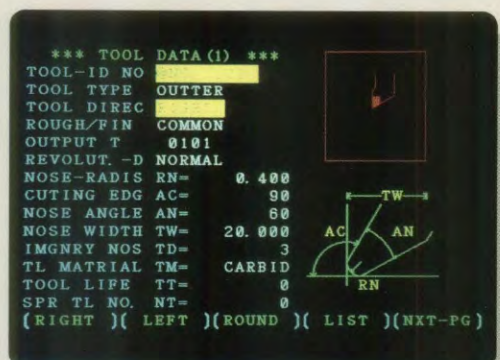 *** TOOL DATA(1) ***
TOOL-ID NO
TOOL TYPE OUTTER
TOOL DIREC
ROUGH/FIN COMMON
OUTPUT T 0101
REVOLUT.-D NORMAL
NOSE-RADIS RN= 0.400
CUTING EDG AC= 90
NOSE ANGLE AN= 60
NOSE WIDTH TW= 20.000
IMGNRY NOS TD= 3
TL MATRIAL TM= CARBID
TOOL LIFE TT= 0
SPR TL NO. NT= 0
TW
AC AN
RN
(RIGHT )( LEFT )(ROUND )( LIST )(NXT-PG)